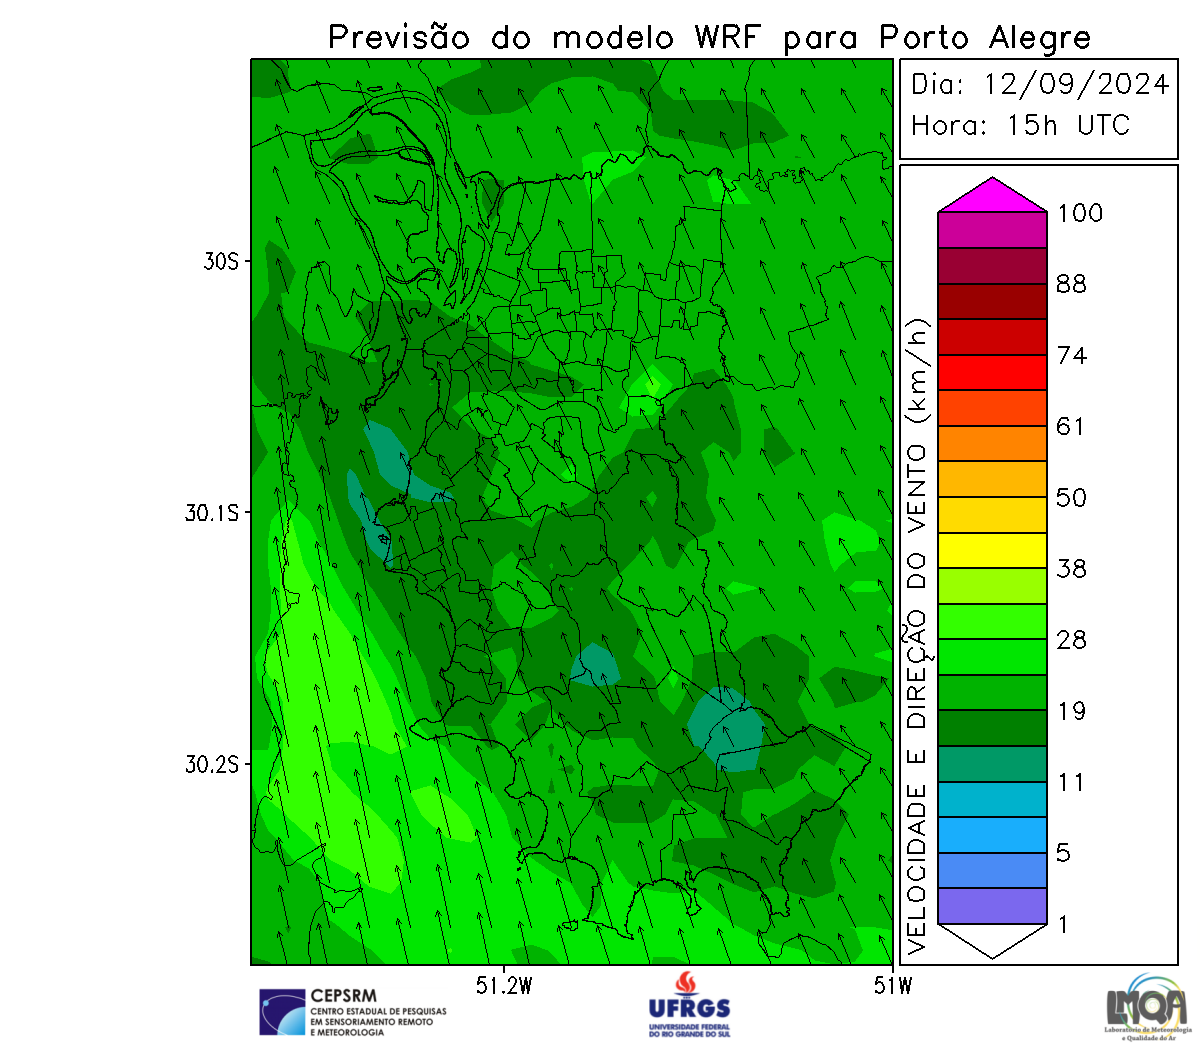 Previsão do modelo WRF para Porto Alegre
Dia: 12/09/2024
Hora: 15h UTC
30S
30.1S
30.2S
51.2W
51W
VELOCIDADE E DIREÇÃO DO VENTO (km/h)
100
88
74
61
50
38
28
19
11
5
1
CEPSRM
CENTRO ESTADUAL DE PESQUISAS
EM SENSORIAMENTO REMOTO
E METEOROLOGIA
UFRGS
UNIVERSIDADE FEDERAL
DO RIO GRANDE DO SUL
LMQA
Laboratório de Meteorologia
e Qualidade do Ar